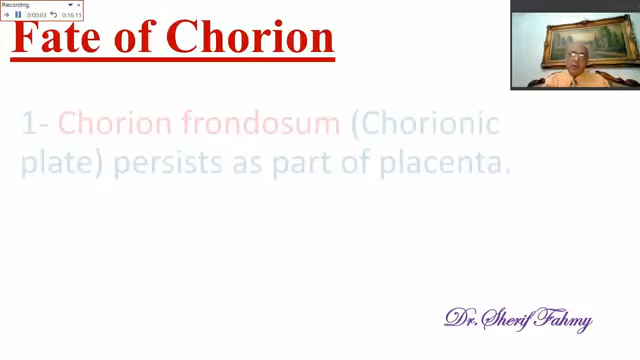 Recording
0:00:03
0:16:15
Fate of Chorion
1- Chorion frondosum (Chorionic
plate) persists as part of placenta.
Dr. Sherif Fahmy